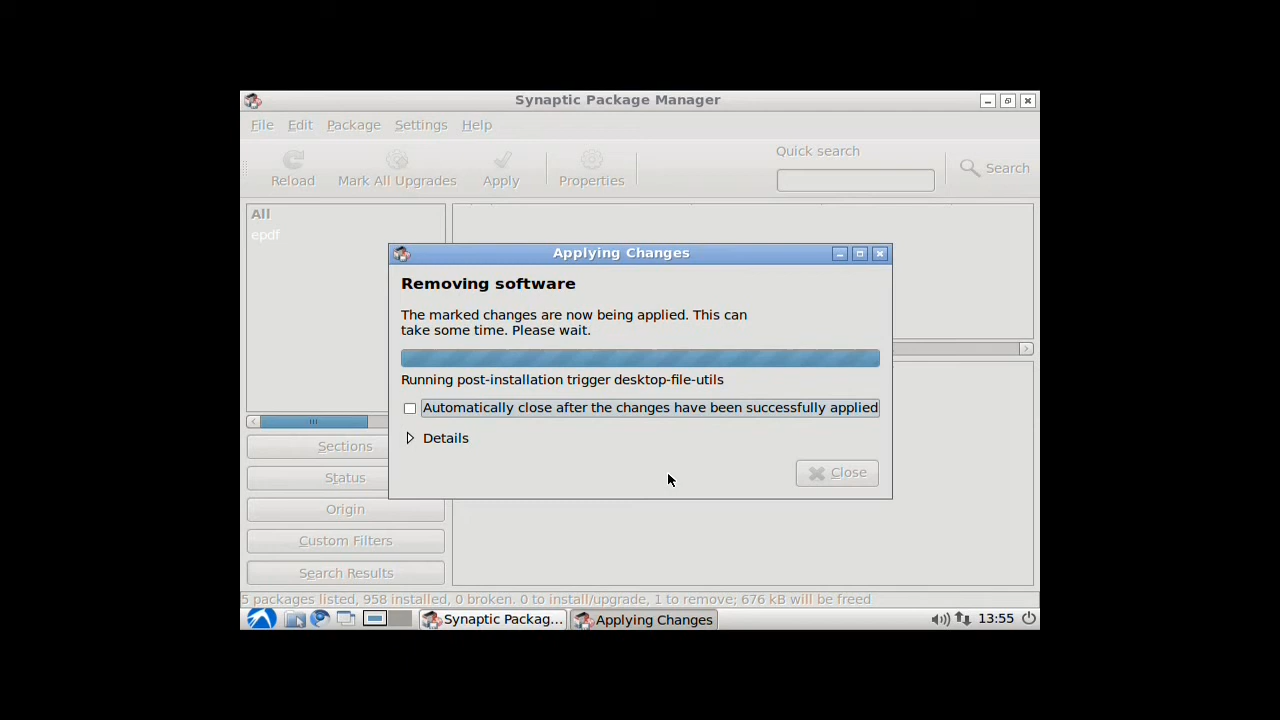 Synaptic Package Manager
File Edit Package Settings Help
Reload Mark All Upgrades Apply Properties Quick search Search
All
epdf
Applying Changes
Removing software
The marked changes are now being applied. This can
take some time. Please wait.
Running post-installation trigger desktop-file-utils
Automatically close after the changes have been successfully applied
Details
Close
Sections
Status
Origin
Custom Filters
Search Results
5 packages listed, 958 installed, 0 broken. 0 to install/upgrade, 1 to remove; 676 kB will be freed
Synaptic Packag... Applying Changes 13:55